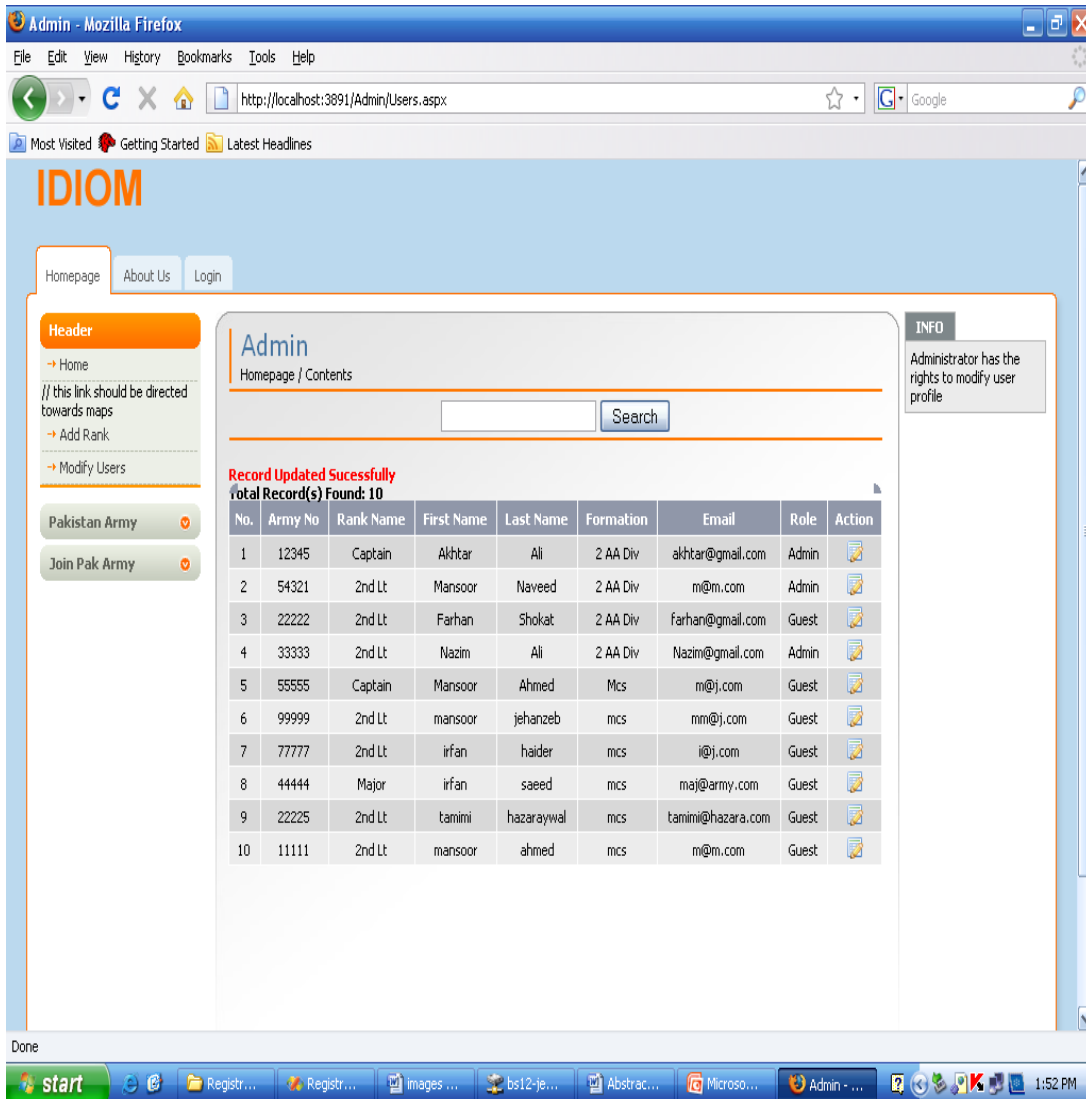 Admin - Mozilla Firefox
File Edit View History Bookmarks Tools Help
http://localhost:3891/Admin/Users.aspx
Google
Most Visited Getting Started Latest Headlines
IDIOM
Homepage About Us Login
Header
Home
// this link should be directed
towards maps
Add Rank
Modify Users
Pakistan Army
Join Pak Army
Admin
Homepage / Contents
Search
Record Updated Sucessfully
Total Record(s) Found: 10
No. Army No Rank Name First Name Last Name Formation Email Role Action
1 12345 Captain Akhtar Ali 2 AA Div akhtar@gmail.com Admin
2 54321 2nd Lt Mansoor Naveed 2 AA Div m@m.com Admin
3 22222 2nd Lt Farhan Shokat 2 AA Div farhan@gmail.com Guest
4 33333 2nd Lt Nazim Ali 2 AA Div Nazim@gmail.com Admin
5 55555 Captain Mansoor Ahmed Mcs m@j.com Guest
6 99999 2nd Lt mansoor jehanzeb mcs mm@j.com Guest
7 77777 2nd Lt irfan haider mcs i@j.com Guest
8 44444 Major irfan saeed mcs maj@army.com Guest
9 22225 2nd Lt tamimi hazaraywal mcs tamimi@hazara.com Guest
10 11111 2nd Lt mansoor ahmed mcs m@m.com Guest
INFO
Administrator has the
rights to modify user
profile
Done
start Registr... Registr... images ... bs12-je... Abstrac... Microso... Admin - ... 1:52 PM